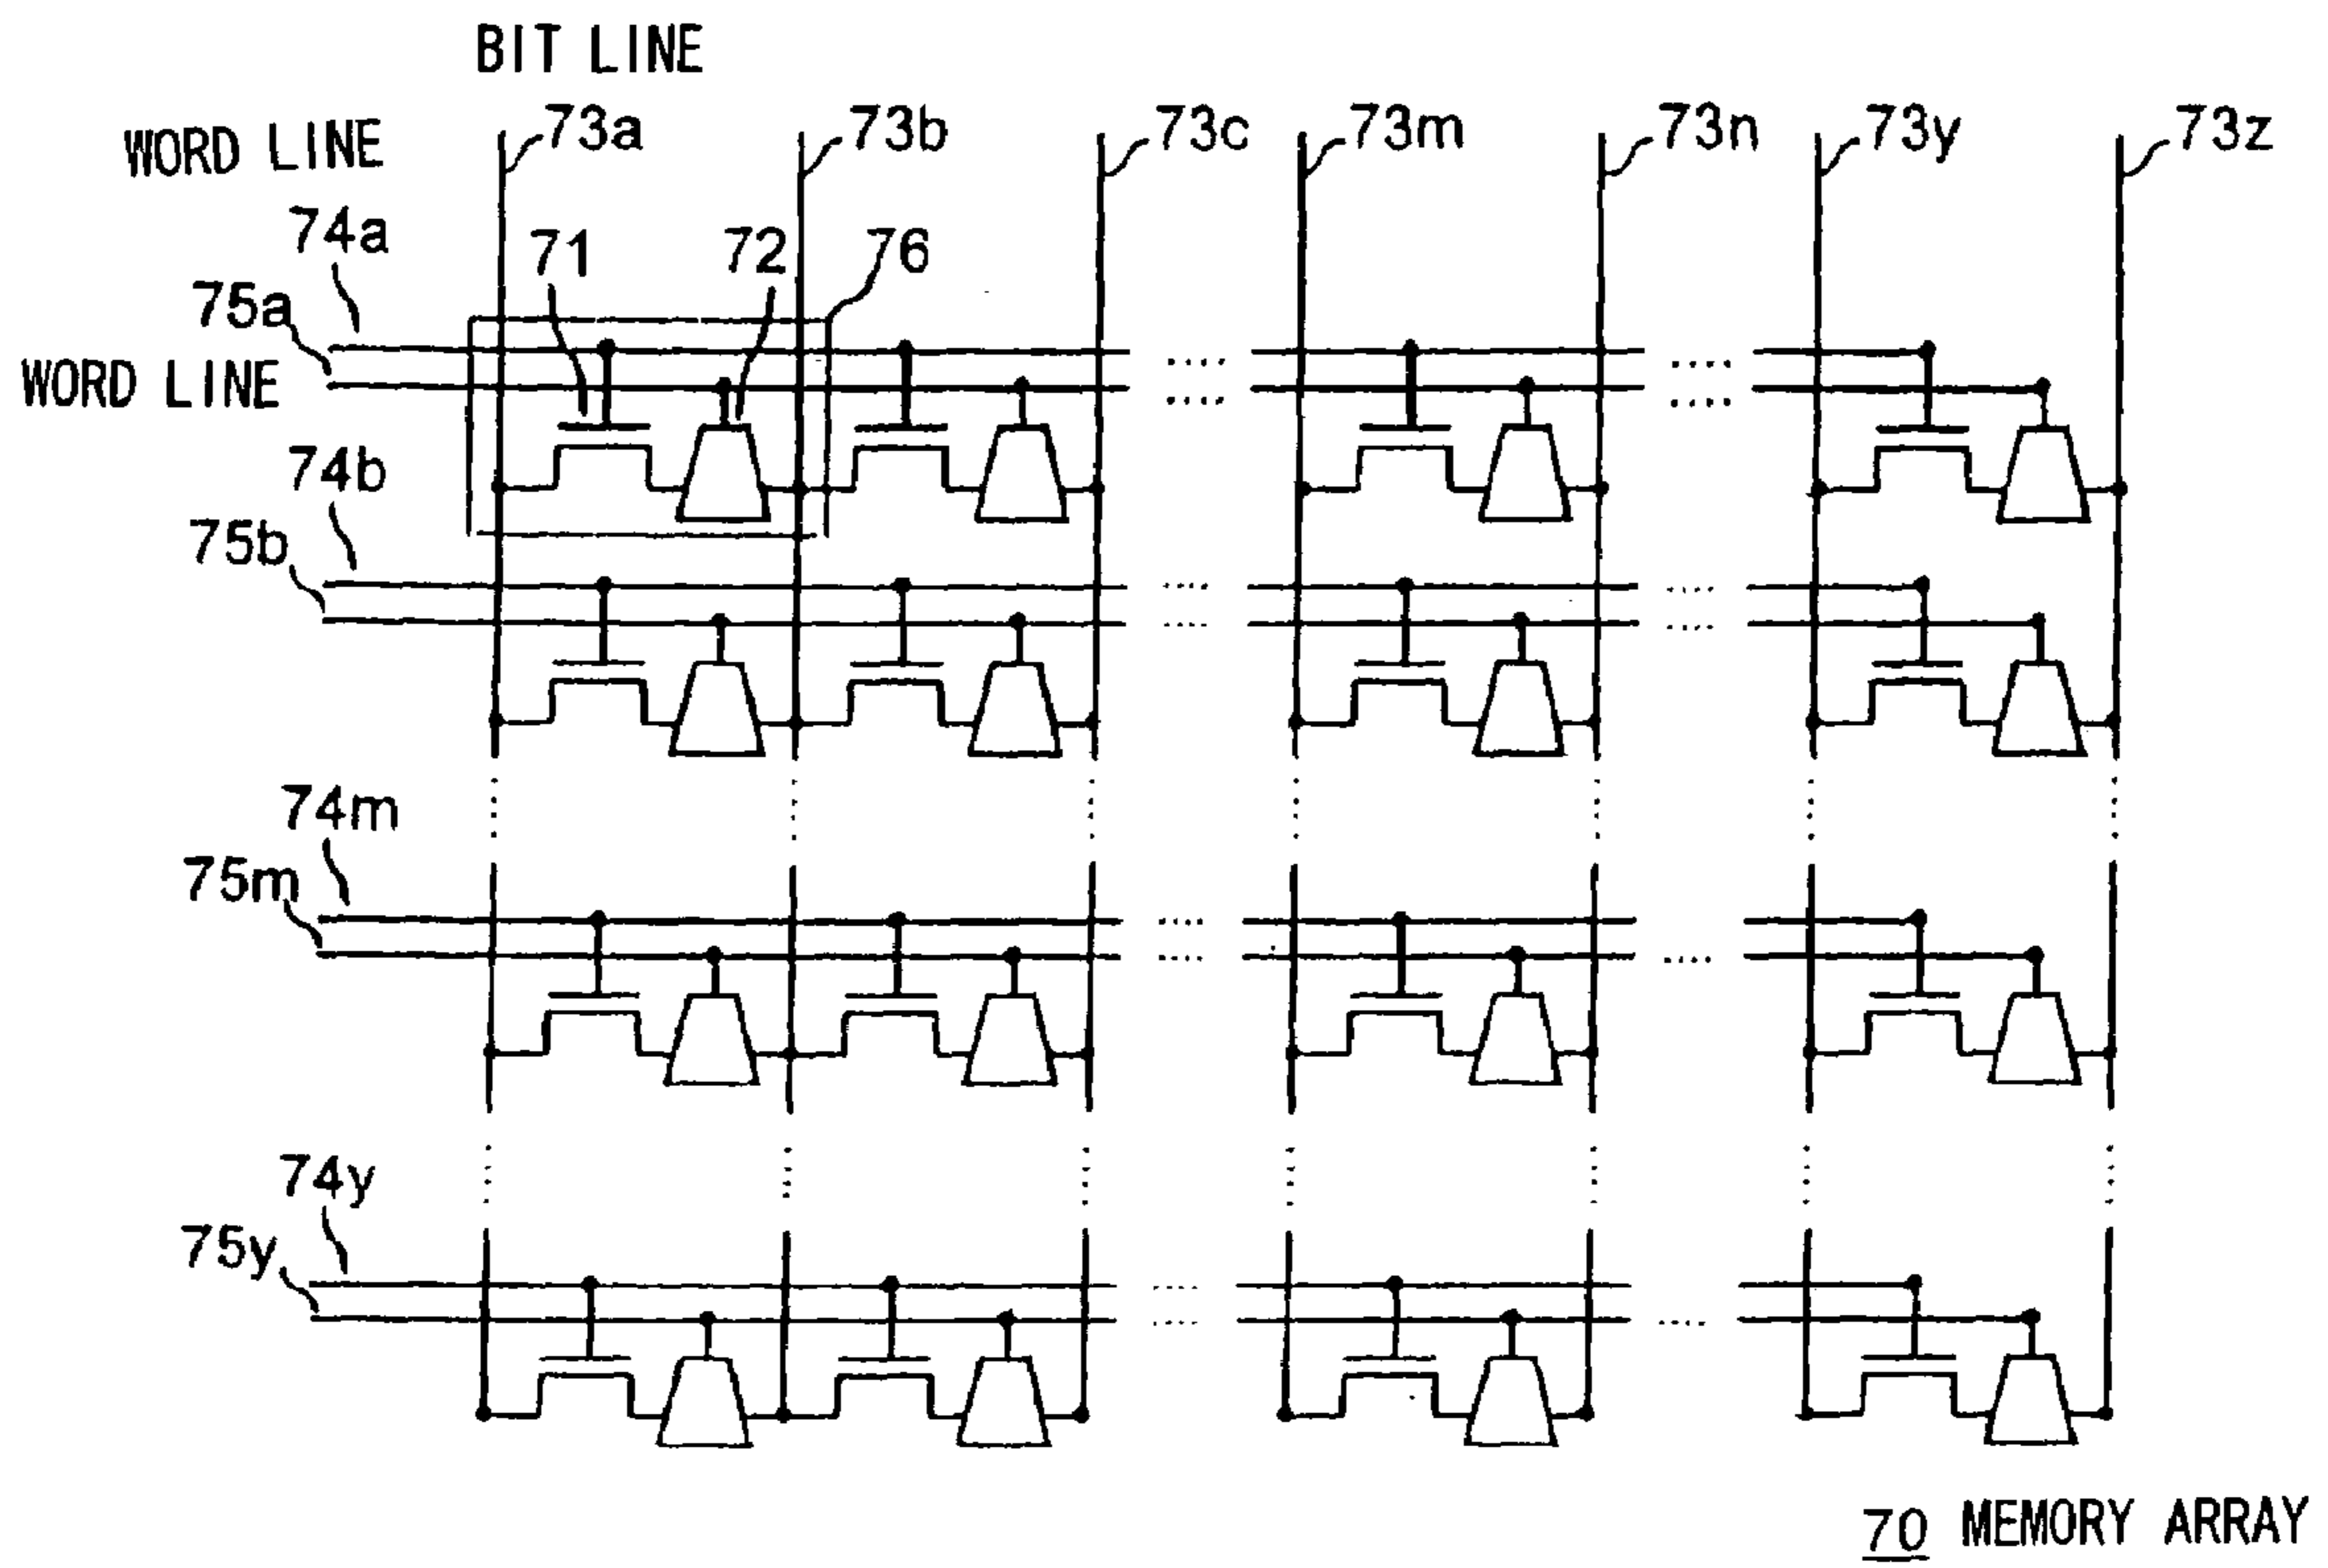 BIT LINE
WORD LINE
73a 73b 73c 73m 73n 73y 73z
74a
71 72 76
75a
WORD LINE
74b
75b
74m
75m
74y
75y
70 MEMORY ARRAY